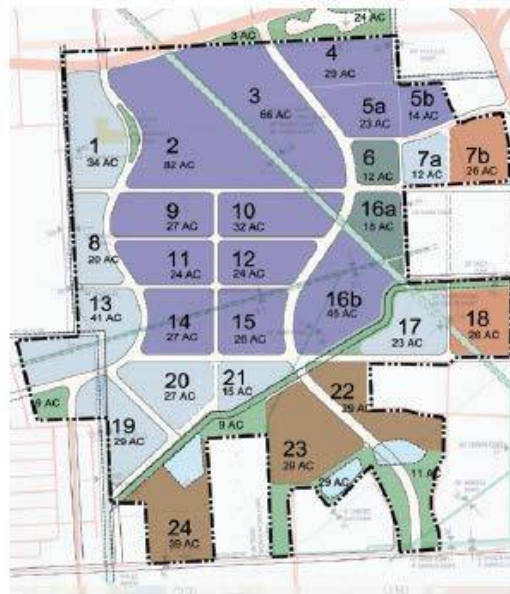 24 AC
3 AC
4
29 AC
3
66 AC
5a
23 AC
5b
14 AC
1
34 AC
2
82 AC
6
12 AC
7a
12 AC
7b
26 AC
9
27 AC
10
32 AC
16a
15 AC
8
20 AC
11
24 AC
12
24 AC
13
41 AC
14
27 AC
15
26 AC
16b
45 AC
17
23 AC
18
26 AC
20
27 AC
21
15 AC
22
29 AC
9 AC
19
29 AC
9 AC
23
29 AC
29 AC
11 AC
24
39 AC